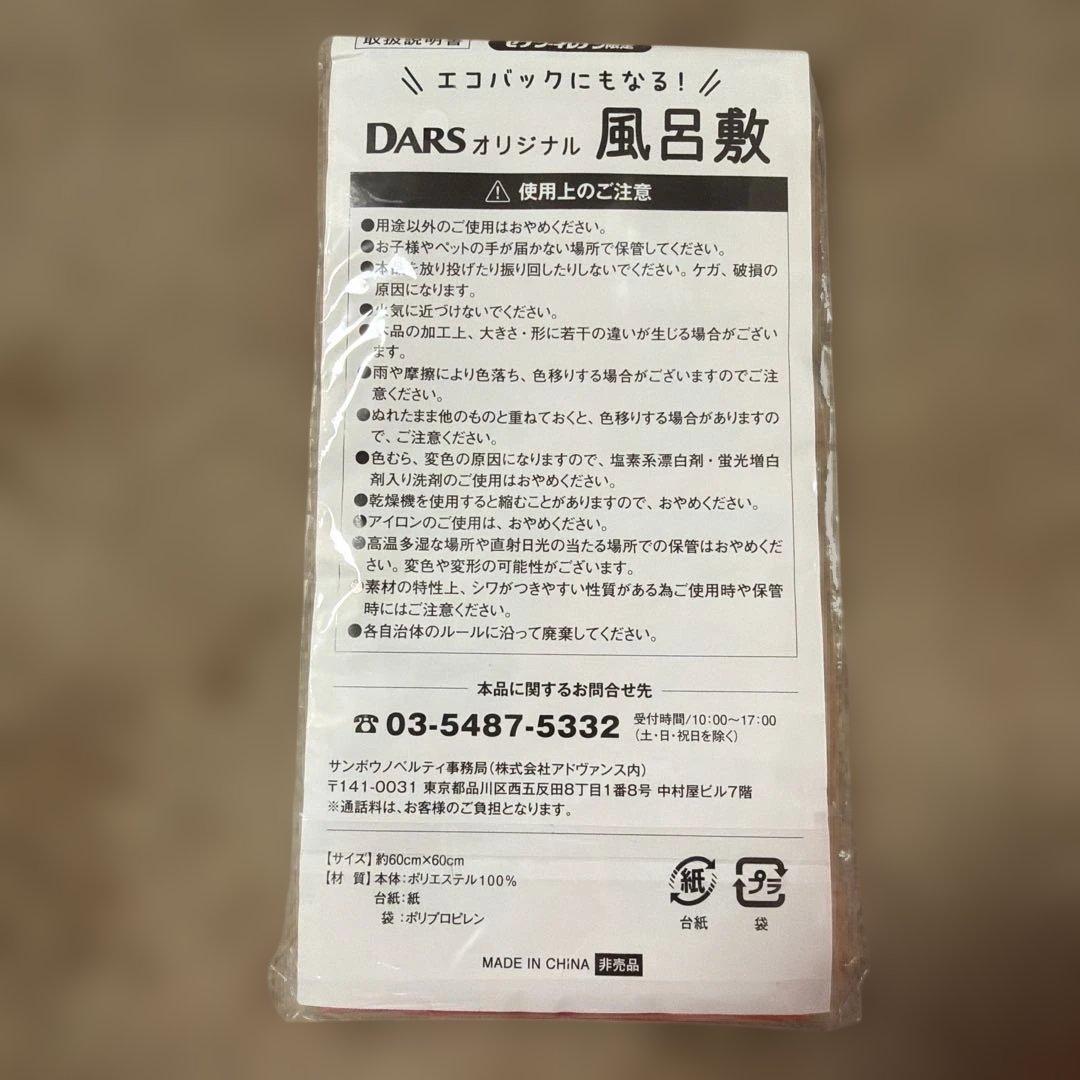 取扱説明書 セブン-イレブン限定
エコバックにもなる!
DARSオリジナル 風呂敷
⚠ 使用上のご注意
●用途以外のご使用はおやめください。
●お子様やペットの手が届かない場所で保管してください。
●本品を放り投げたり振り回したりしないでください。ケガ、破損の
原因になります。
●火気に近づけないでください。
●本品の加工上、大きさ・形に若干の違いが生じる場合がござい
ます。
●雨や摩擦により色落ち、色移りする場合がございますのでご注
意ください。
●ぬれたまま他のものと重ねておくと、色移りする場合がありますの
で、ご注意ください。
●色むら、変色の原因になりますので、塩素系漂白剤・蛍光増白
剤入り洗剤のご使用はおやめください。
●乾燥機を使用すると縮むことがありますので、おやめください。
●アイロンのご使用は、おやめください。
●高温多湿な場所や直射日光の当たる場所での保管はおやめくだ
さい。変色や変形の可能性がございます。
●素材の特性上、シワがつきやすい性質がある為ご使用時や保管
時にはご注意ください。
●各自治体のルールに沿って廃棄してください。
本品に関するお問合せ先
☎ 03-5487-5332 受付時間/10:00〜17:00
(土・日・祝日を除く)
サンボウノベルティ事務局(株式会社アドヴァンス内)
〒141-0031 東京都品川区西五反田8丁目1番8号 中村屋ビル7階
※通話料は、お客様のご負担となります。
【サイズ】約60cm×60cm
【材 質】本体:ポリエステル100%
台紙:紙
袋:ポリプロピレン
紙 プラ
台紙 袋
MADE IN CHiNA 非売品